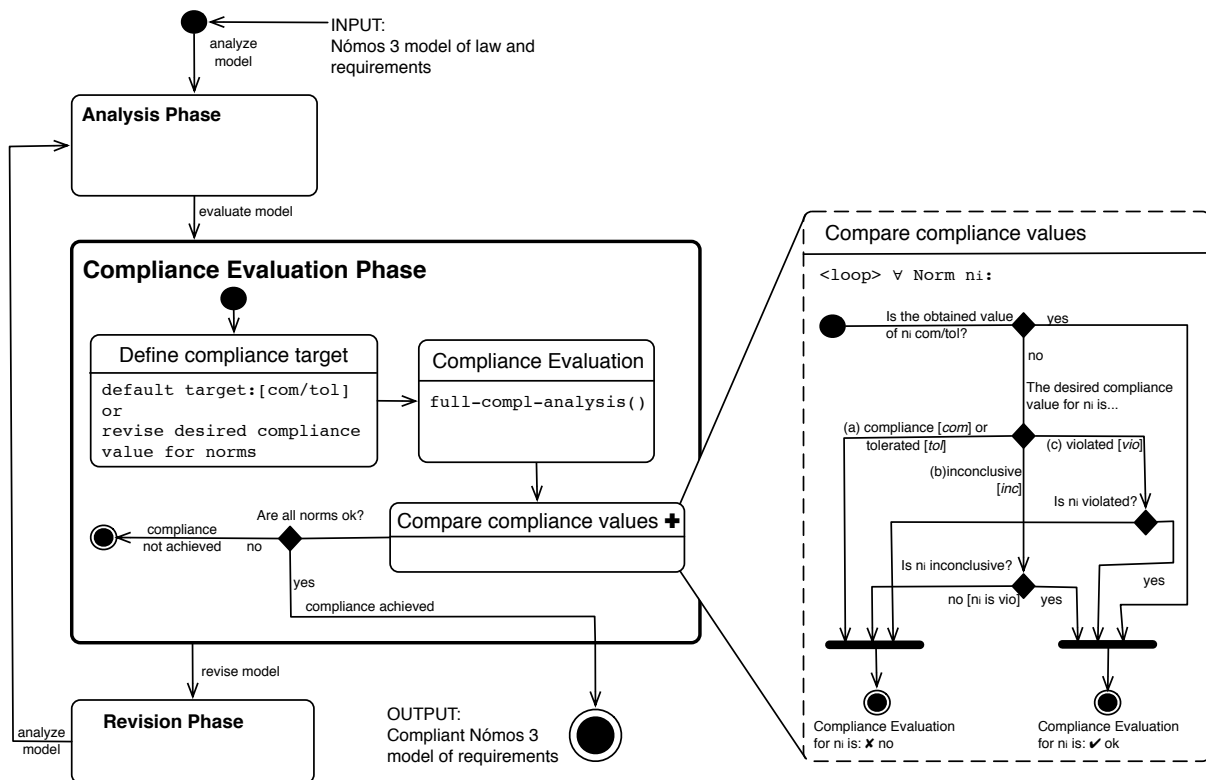 INPUT:
Nómos 3 model of law and
requirements
analyze
model
Analysis Phase
evaluate model
Compliance Evaluation Phase
Define compliance target
default target:[com/tol]
or
revise desired compliance
value for norms
Compliance Evaluation
full-compl-analysis()
Compare compliance values ✚
Are all norms ok?
compliance
not achieved
no
yes
compliance achieved
revise model
Revision Phase
analyze
model
OUTPUT:
Compliant Nómos 3
model of requirements
Compare compliance values
<loop> ∀ Norm ni:
Is the obtained value
of ni com/tol?
yes
no
The desired compliance
value for ni is...
(a) compliance [com] or
tolerated [tol]
(b)inconclusive
[inc]
(c) violated [vio]
Is ni violated?
Is ni inconclusive?
yes
no [ni is vio]
yes
Compliance Evaluation
for ni is: ✘ no
Compliance Evaluation
for ni is: ✔ ok